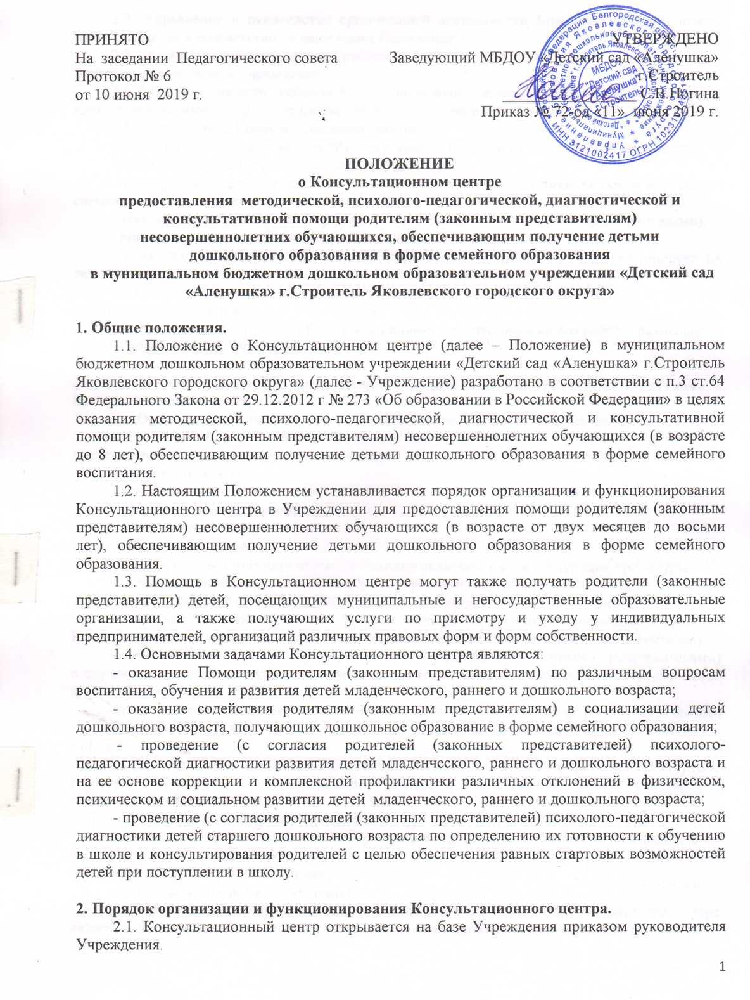 ПРИНЯТО
На заседании Педагогического совета
Протокол № 6
от 10 июня 2019 г.
УТВЕРЖДЕНО
Заведующий МБДОУ «Детский сад «Аленушка»
г.Строитель
С.В.Ногина
Приказ № 72-од «11» июня 2019 г.
МБДОУ
"Детский сад
"Аленушка"
г.Строитель"
ИНН 3121002417 ОГРН
ПОЛОЖЕНИЕ
о Консультационном центре
предоставления методической, психолого-педагогической, диагностической и
консультативной помощи родителям (законным представителям)
несовершеннолетних обучающихся, обеспечивающим получение детьми
дошкольного образования в форме семейного образования
в муниципальном бюджетном дошкольном образовательном учреждении «Детский сад
«Аленушка» г.Строитель Яковлевского городского округа»
1. Общие положения.
1.1. Положение о Консультационном центре (далее – Положение) в муниципальном
бюджетном дошкольном образовательном учреждении «Детский сад «Аленушка» г.Строитель
Яковлевского городского округа» (далее - Учреждение) разработано в соответствии с п.3 ст.64
Федерального Закона от 29.12.2012 г № 273 «Об образовании в Российской Федерации» в целях
оказания методической, психолого-педагогической, диагностической и консультативной
помощи родителям (законным представителям) несовершеннолетних обучающихся (в возрасте
до 8 лет), обеспечивающим получение детьми дошкольного образования в форме семейного
воспитания.
1.2. Настоящим Положением устанавливается порядок организации и функционирования
Консультационного центра в Учреждении для предоставления помощи родителям (законным
представителям) несовершеннолетних обучающихся (в возрасте от двух месяцев до восьми
лет), обеспечивающим получение детьми дошкольного образования в форме семейного
образования.
1.3. Помощь в Консультационном центре могут также получать родители (законные
представители) детей, посещающих муниципальные и негосударственные образовательные
организации, а также получающих услуги по присмотру и уходу у индивидуальных
предпринимателей, организаций различных правовых форм и форм собственности.
1.4. Основными задачами Консультационного центра являются:
- оказание Помощи родителям (законным представителям) по различным вопросам
воспитания, обучения и развития детей младенческого, раннего и дошкольного возраста;
- оказание содействия родителям (законным представителям) в социализации детей
дошкольного возраста, получающих дошкольное образование в форме семейного образования;
- проведение (с согласия родителей (законных представителей) психолого-
педагогической диагностики развития детей младенческого, раннего и дошкольного возраста и
на ее основе коррекции и комплексной профилактики различных отклонений в физическом,
психическом и социальном развитии детей младенческого, раннего и дошкольного возраста;
- проведение (с согласия родителей (законных представителей) психолого-педагогической
диагностики детей старшего дошкольного возраста по определению их готовности к обучению
в школе и консультирования родителей с целью обеспечения равных стартовых возможностей
детей при поступлении в школу.
2. Порядок организации и функционирования Консультационного центра.
2.1. Консультационный центр открывается на базе Учреждения приказом руководителя
Учреждения.
1